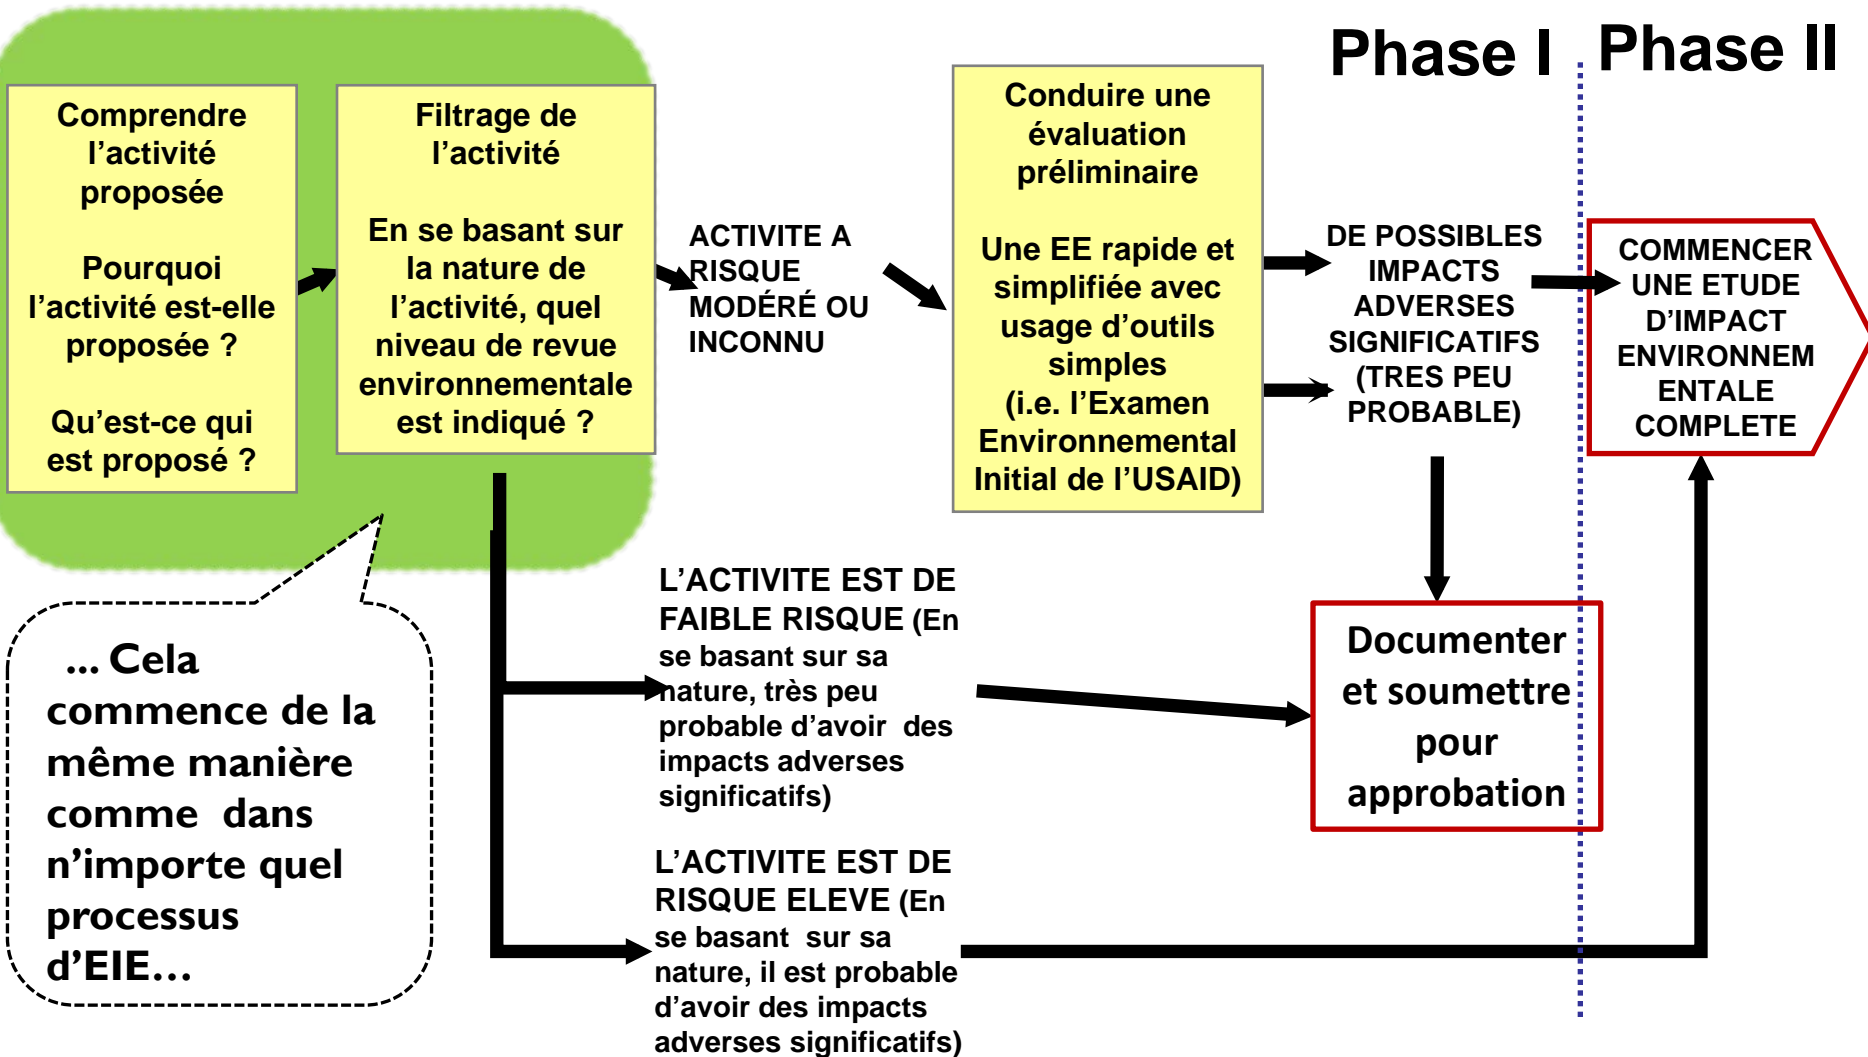 Phase I
Phase II
Comprendre
l’activité
proposée
Pourquoi
l’activité est-elle
proposée ?
Qu’est-ce qui
est proposé ?
Filtrage de
l’activité
En se basant sur
la nature de
l’activité, quel
niveau de revue
environnementale
est indiqué ?
ACTIVITE A
RISQUE
MODÉRÉ OU
INCONNU
Conduire une
évaluation
préliminaire
Une EE rapide et
simplifiée avec
usage d’outils
simples
(i.e. l’Examen
Environnemental
Initial de l’USAID)
DE POSSIBLES
IMPACTS
ADVERSES
SIGNIFICATIFS
(TRES PEU
PROBABLE)
COMMENCER
UNE ETUDE
D’IMPACT
ENVIRONNEM
ENTALE
COMPLETE
... Cela
commence de la
même manière
comme dans
n’importe quel
processus
d’EIE…
L’ACTIVITE EST DE
FAIBLE RISQUE (En
se basant sur sa
nature, très peu
probable d’avoir des
impacts adverses
significatifs)
Documenter
et soumettre
pour
approbation
L’ACTIVITE EST DE
RISQUE ELEVE (En
se basant sur sa
nature, il est probable
d’avoir des impacts
adverses significatifs)